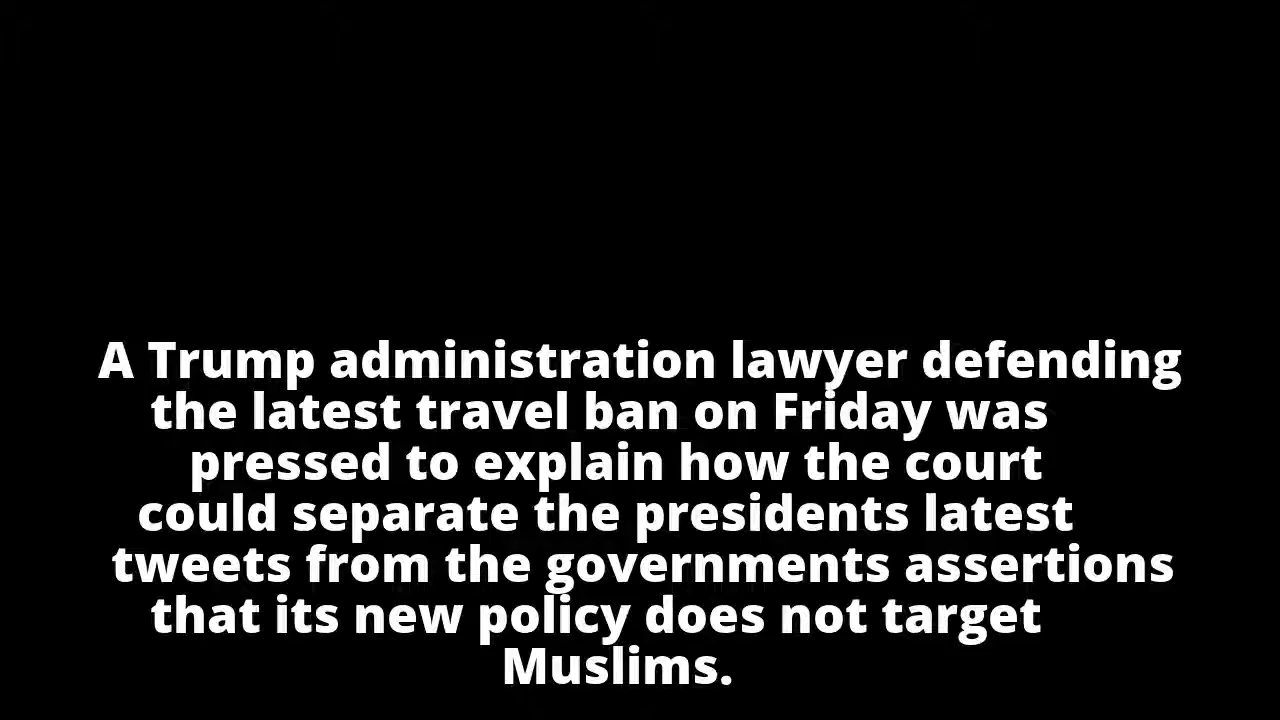 A Trump administration lawyer defending
the latest travel ban on Friday was
pressed to explain how the court
could separate the presidents latest
tweets from the governments assertions
that its new policy does not target
Muslims.